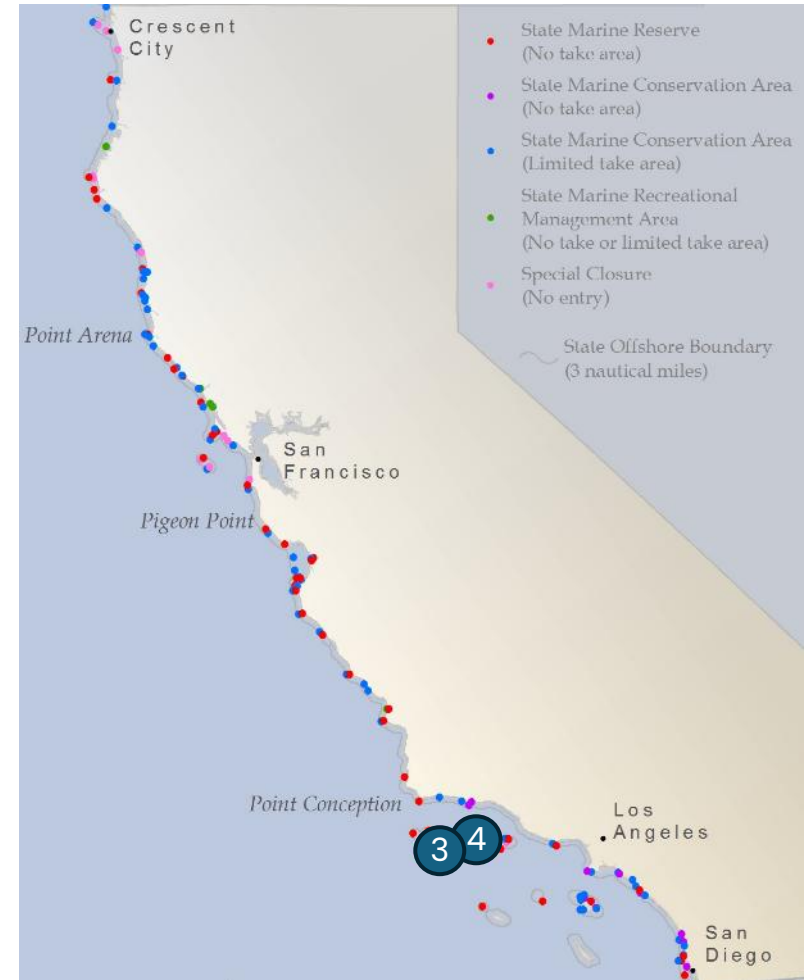 Crescent
City
State Marine Reserve
(No take area)
State Marine Conservation Area
(No take area)
State Marine Conservation Area
(Limited take area)
State Marine Recreational
Management Area
(No take or limited take area)
Special Closure
(No entry)
State Offshore Boundary
(3 nautical miles)
Point Arena
San
Francisco
Pigeon Point
Point Conception
Los
Angeles
3
4
San
Diego